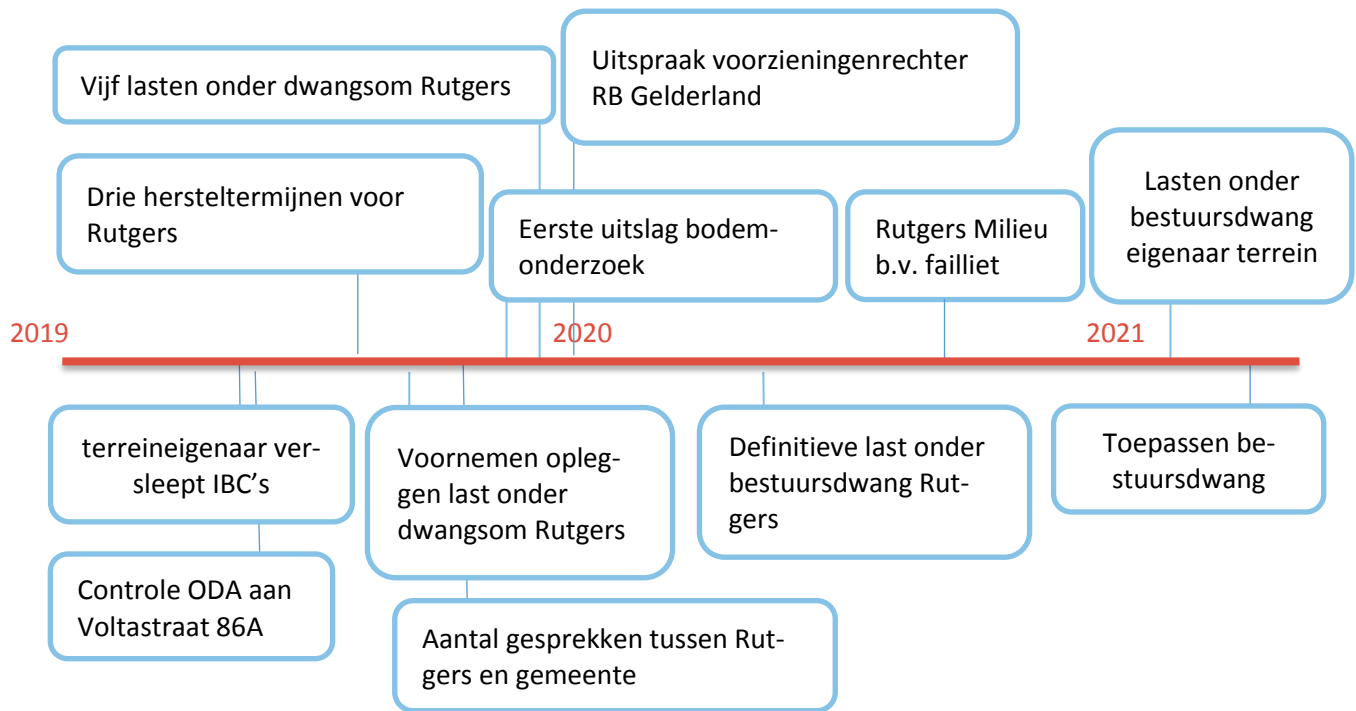 Vijf lasten onder dwangsom Rutgers
Uitspraak voorzieningenrechter
RB Gelderland
Drie hersteltermijnen voor
Rutgers
Eerste uitslag bodem-
onderzoek
Rutgers Milieu
b.v. failliet
Lasten onder
bestuursdwang
eigenaar terrein
2019
2020
2021
terreineigenaar ver-
sleept IBC’s
Controle ODA aan
Voltastraat 86A
Voornemen opleg-
gen last onder
dwangsom Rutgers
Aantal gesprekken tussen Rut-
gers en gemeente
Definitieve last onder
bestuursdwang Rut-
gers
Toepassen be-
stuursdwang